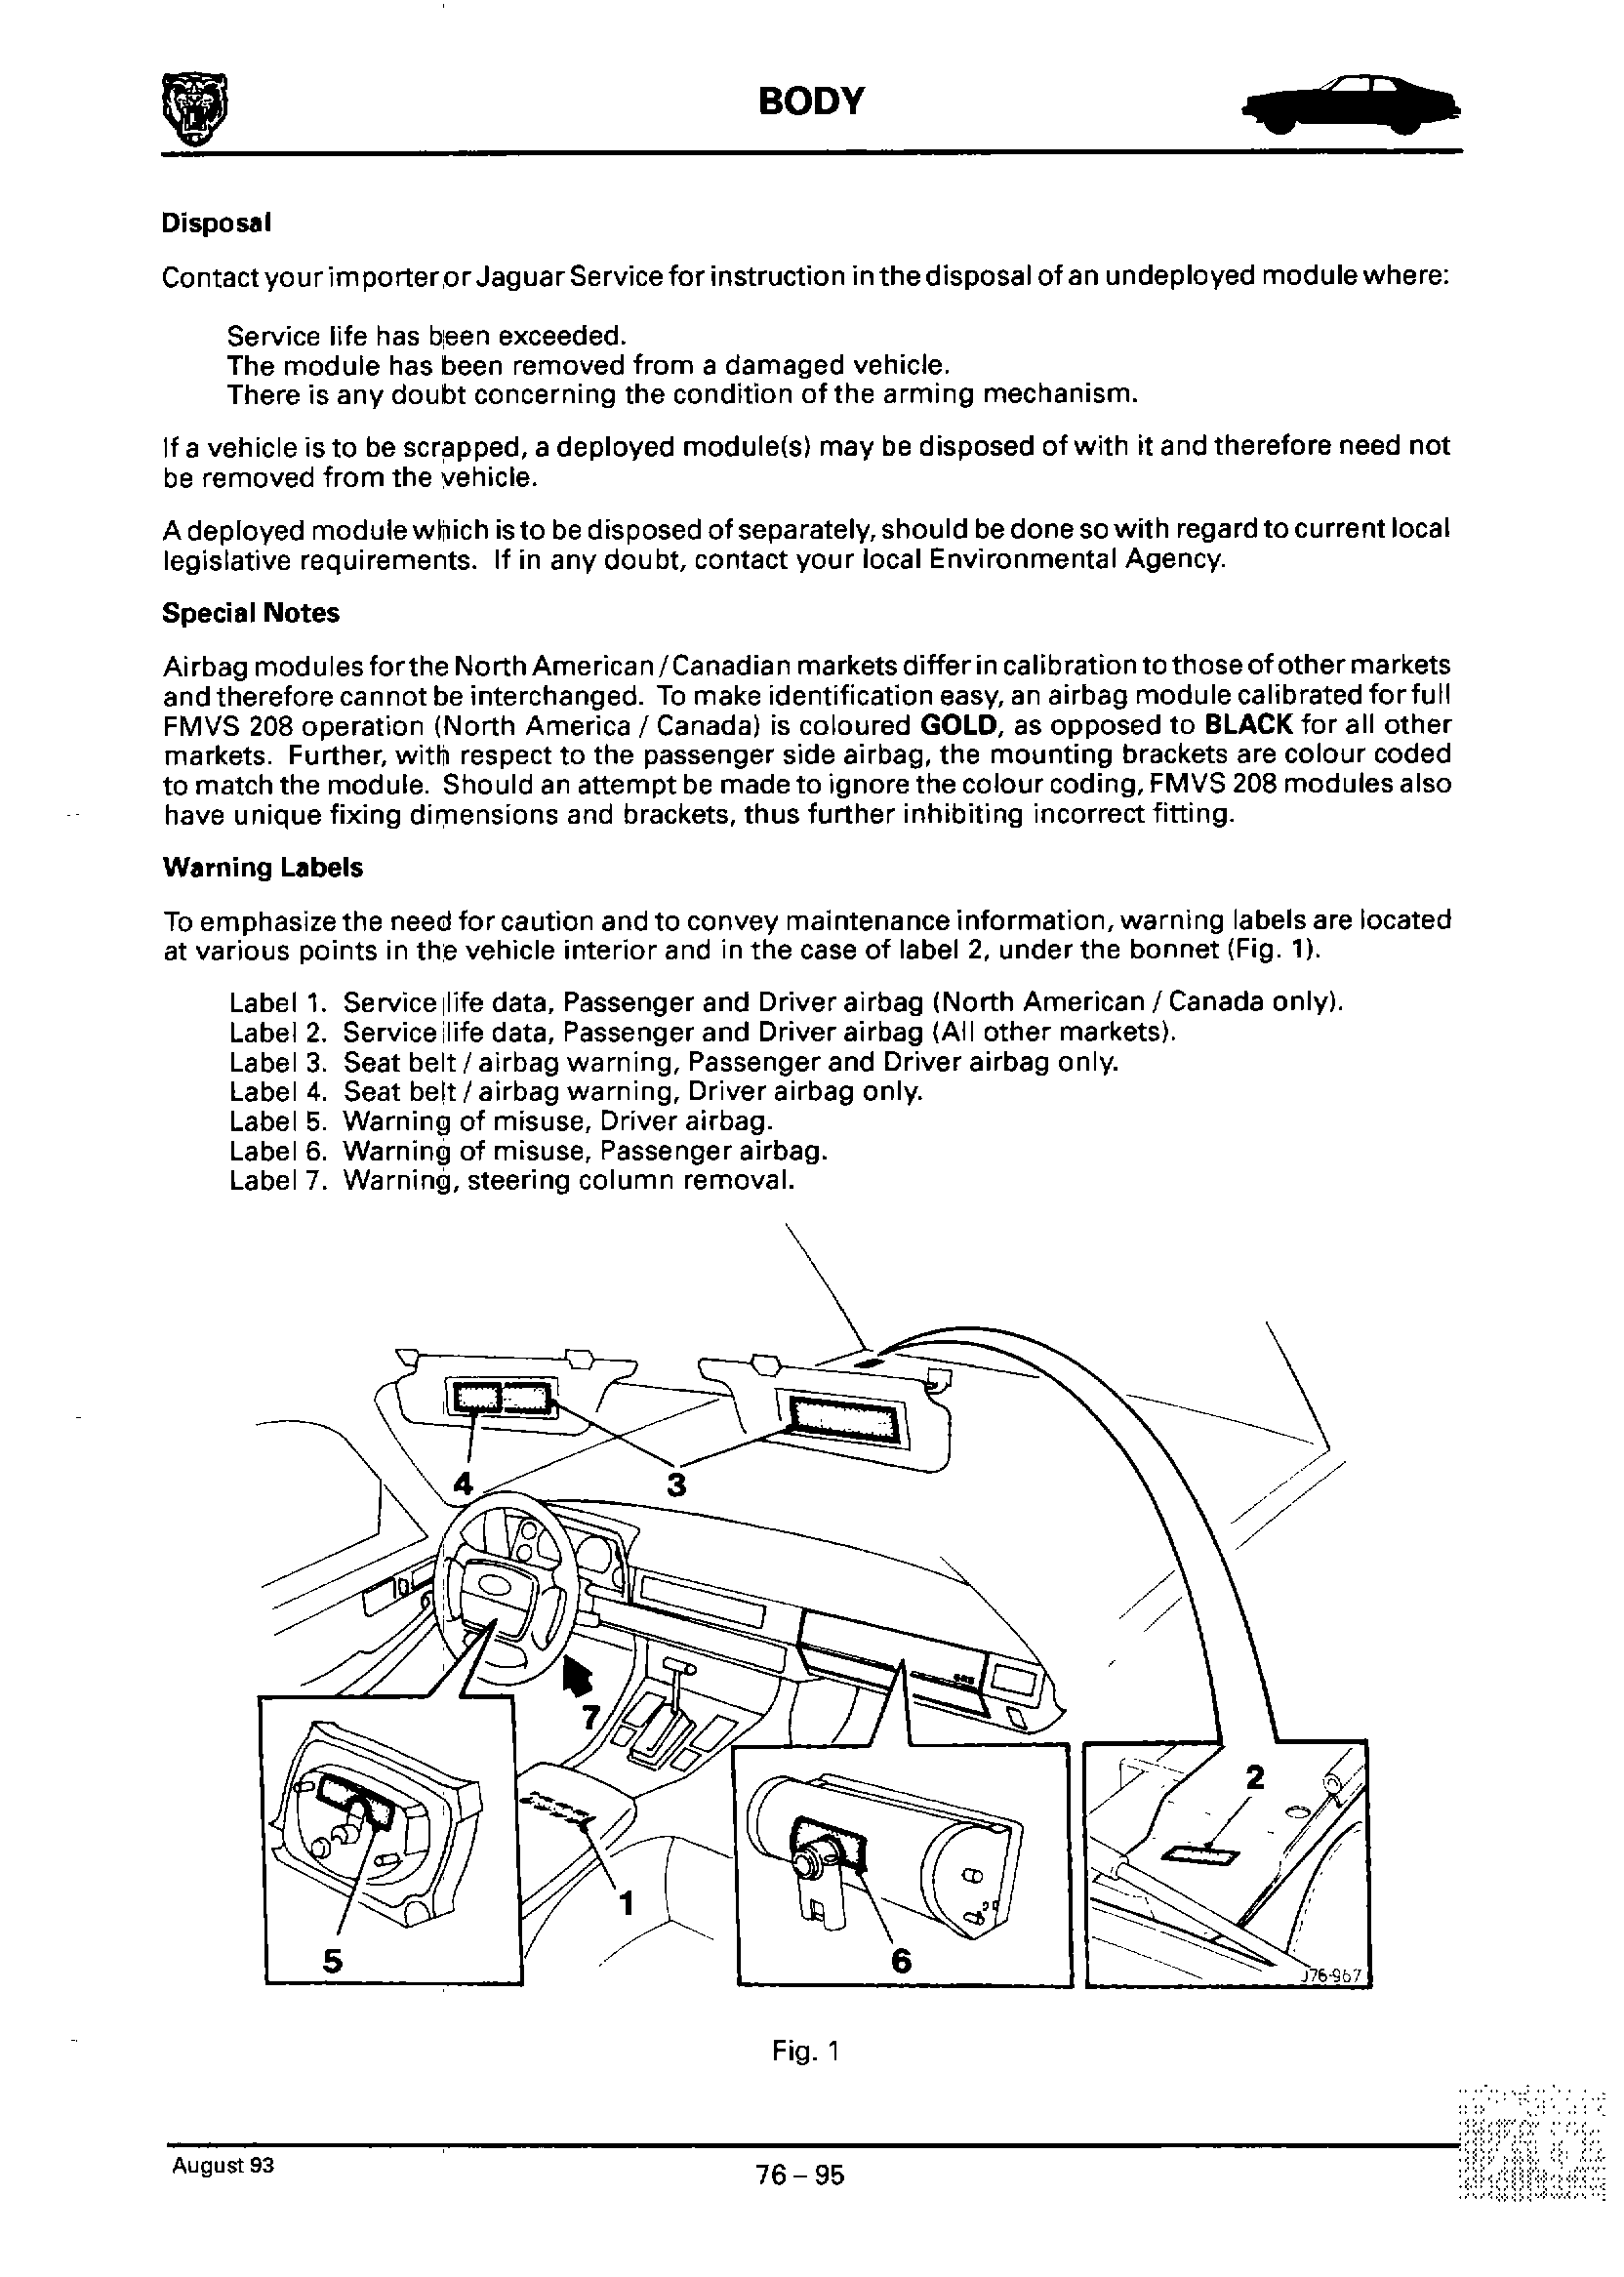 BODY
Disposal
Contact your importer or Jaguar Service for instruction in the disposal of an undeployed module where:
Service life has been exceeded.
The module has been removed from a damaged vehicle.
There is any doubt concerning the condition of the arming mechanism.
If a vehicle is to be scrapped, a deployed module(s) may be disposed of with it and therefore need not
be removed from the vehicle.
A deployed module which is to be disposed of separately, should be done so with regard to current local
legislative requirements. If in any doubt, contact your local Environmental Agency.
Special Notes
Airbag modules for the North American / Canadian markets differ in calibration to those of other markets
and therefore cannot be interchanged. To make identification easy, an airbag module calibrated for full
FMVS 208 operation (North America / Canada) is coloured GOLD, as opposed to BLACK for all other
markets. Further, with respect to the passenger side airbag, the mounting brackets are colour coded
to match the module. Should an attempt be made to ignore the colour coding, FMVS 208 modules also
have unique fixing dimensions and brackets, thus further inhibiting incorrect fitting.
Warning Labels
To emphasize the need for caution and to convey maintenance information, warning labels are located
at various points in the vehicle interior and in the case of label 2, under the bonnet (Fig. 1).
Label 1. Service life data, Passenger and Driver airbag (North American / Canada only).
Label 2. Service life data, Passenger and Driver airbag (All other markets).
Label 3. Seat belt / airbag warning, Passenger and Driver airbag only.
Label 4. Seat belt / airbag warning, Driver airbag only.
Label 5. Warning of misuse, Driver airbag.
Label 6. Warning of misuse, Passenger airbag.
Label 7. Warning, steering column removal.
4
3
7
2
1
5
6
J76-967
Fig. 1
August 93
76 – 95